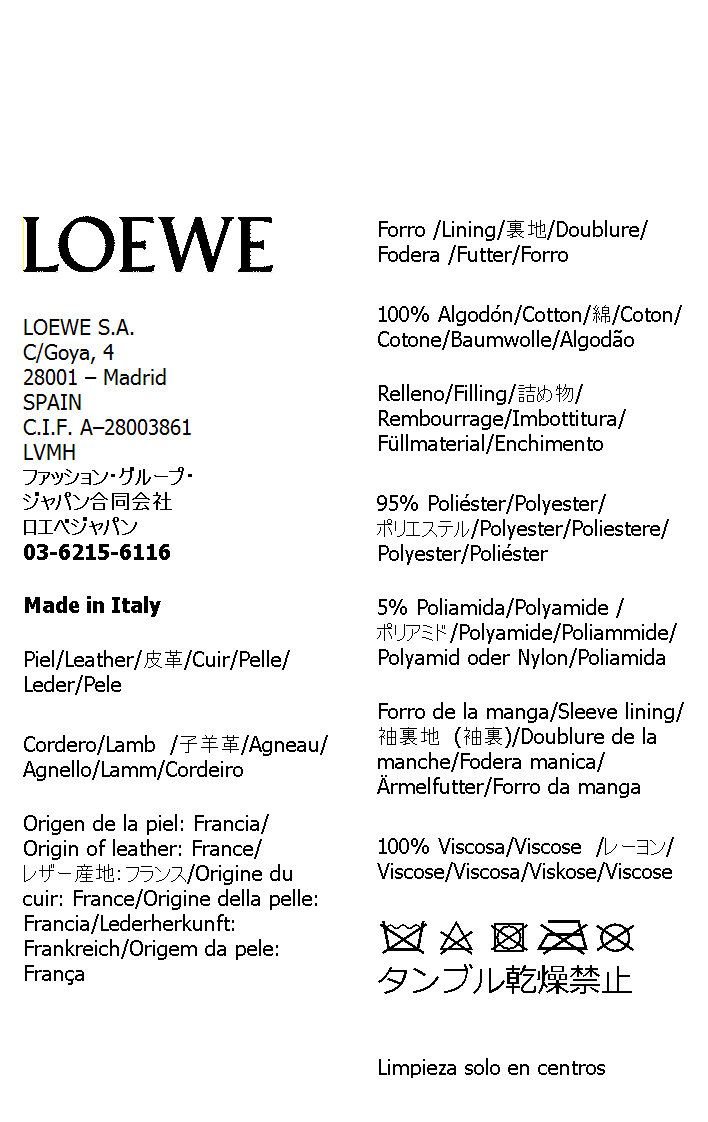 LOEWE
LOEWE S.A.
C/Goya, 4
28001 – Madrid
SPAIN
C.I.F. A–28003861
LVMH
ファッション・グループ・
ジャパン合同会社
ロエベジャパン
03-6215-6116
Made in Italy
Piel/Leather/皮革/Cuir/Pelle/
Leder/Pele
Cordero/Lamb /子羊革/Agneau/
Agnello/Lamm/Cordeiro
Origen de la piel: Francia/
Origin of leather: France/
レザー産地: フランス/Origine du
cuir: France/Origine della pelle:
Francia/Lederherkunft:
Frankreich/Origem da pele:
França
Forro /Lining/裏地/Doublure/
Fodera /Futter/Forro
100% Algodón/Cotton/綿/Coton/
Cotone/Baumwolle/Algodão
Relleno/Filling/詰め物/
Rembourrage/Imbottitura/
Füllmaterial/Enchimento
95% Poliéster/Polyester/
ポリエステル/Polyester/Poliestere/
Polyester/Poliéster
5% Poliamida/Polyamide /
ポリアミド/Polyamide/Poliammide/
Polyamid oder Nylon/Poliamida
Forro de la manga/Sleeve lining/
袖裏地 (袖裏)/Doublure de la
manche/Fodera manica/
Ärmelfutter/Forro da manga
100% Viscosa/Viscose /レーヨン/
Viscose/Viscosa/Viskose/Viscose
タンブル乾燥禁止
Limpieza solo en centros